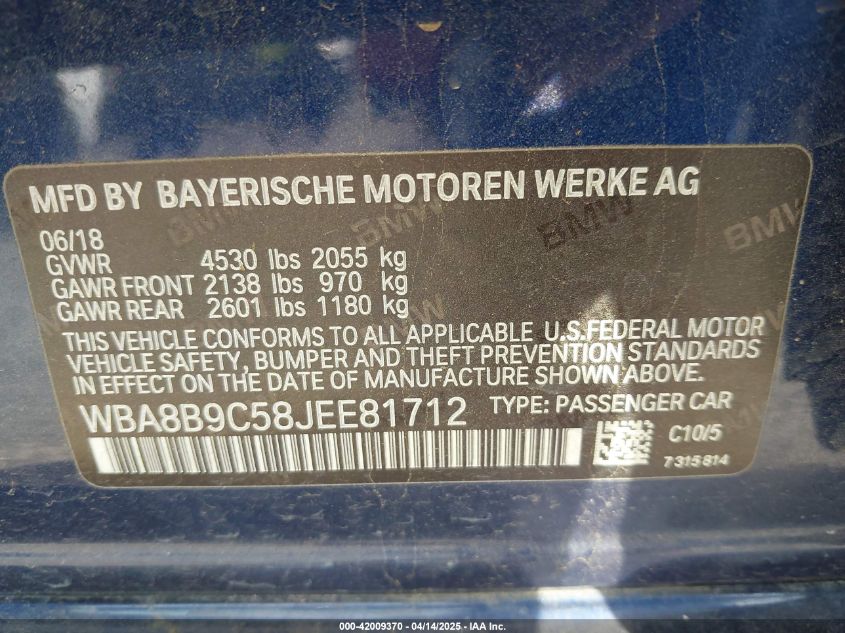 MFD BY BAYERISCHE MOTOREN WERKE AG
06/18
GVWR 4530 lbs 2055 kg
GAWR FRONT 2138 lbs 970 kg
GAWR REAR 2601 lbs 1180 kg
THIS VEHICLE CONFORMS TO ALL APPLICABLE U.S.FEDERAL MOTOR
VEHICLE SAFETY, BUMPER AND THEFT PREVENTION STANDARDS
IN EFFECT ON THE DATE OF MANUFACTURE SHOWN ABOVE.
WBA8B9C58JEE81712 TYPE: PASSENGER CAR
C10/5
7315814
000-42009370 - 04/14/2025 - IAA Inc.